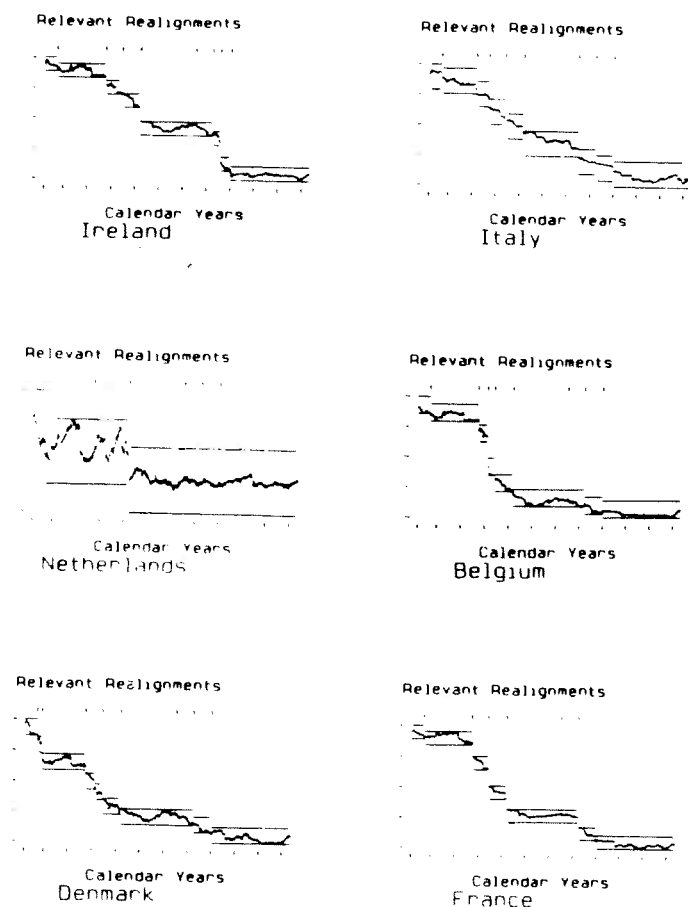 Relevant Realignments
Calendar Years
Ireland
Relevant Realignments
Calendar Years
Italy
Relevant Realignments
Calendar Years
Netherlands
Relevant Realignments
Calendar Years
Belgium
Relevant Realignments
Calendar Years
Denmark
Relevant Realignments
Calendar Years
France